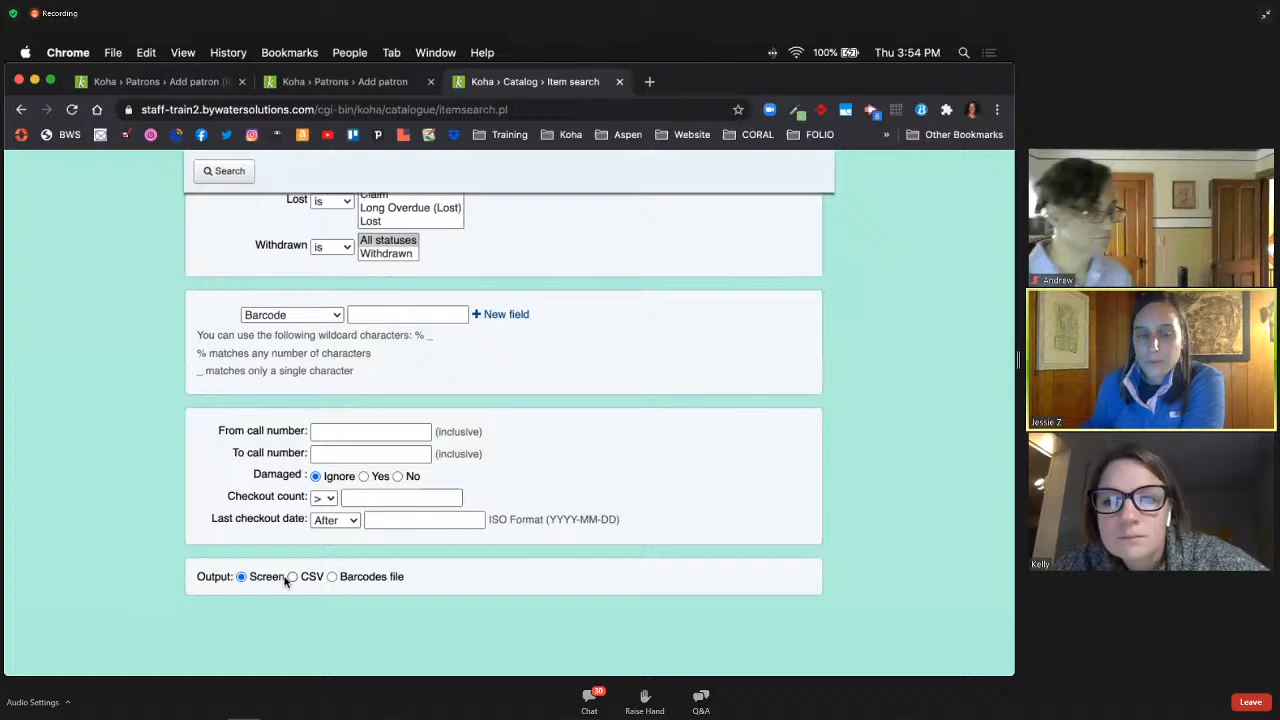 Recording
Chrome File Edit View History Bookmarks People Tab Window Help 100% Thu 3:54 PM
Koha › Patrons › Add patron ( Koha › Patrons › Add patron Koha › Catalog › Item search
staff-train2.bywatersolutions.com/cgi-bin/koha/catalogue/itemsearch.pl
BWS Training Koha Aspen Website CORAL FOLIO » Other Bookmarks
Search
Claim
Lost is Long Overdue (Lost)
Lost
All statuses
Withdrawn is
Withdrawn
Barcode + New field
You can use the following wildcard characters: % _
% matches any number of characters
_ matches only a single character
From call number: (inclusive)
To call number: (inclusive)
Damaged : Ignore Yes No
Checkout count: >
Last checkout date: After ISO Format (YYYY-MM-DD)
Output: Screen CSV Barcodes file
Andrew
Jessie Z
Kelly
Audio Settings
30
Chat Raise Hand Q&A
Leave